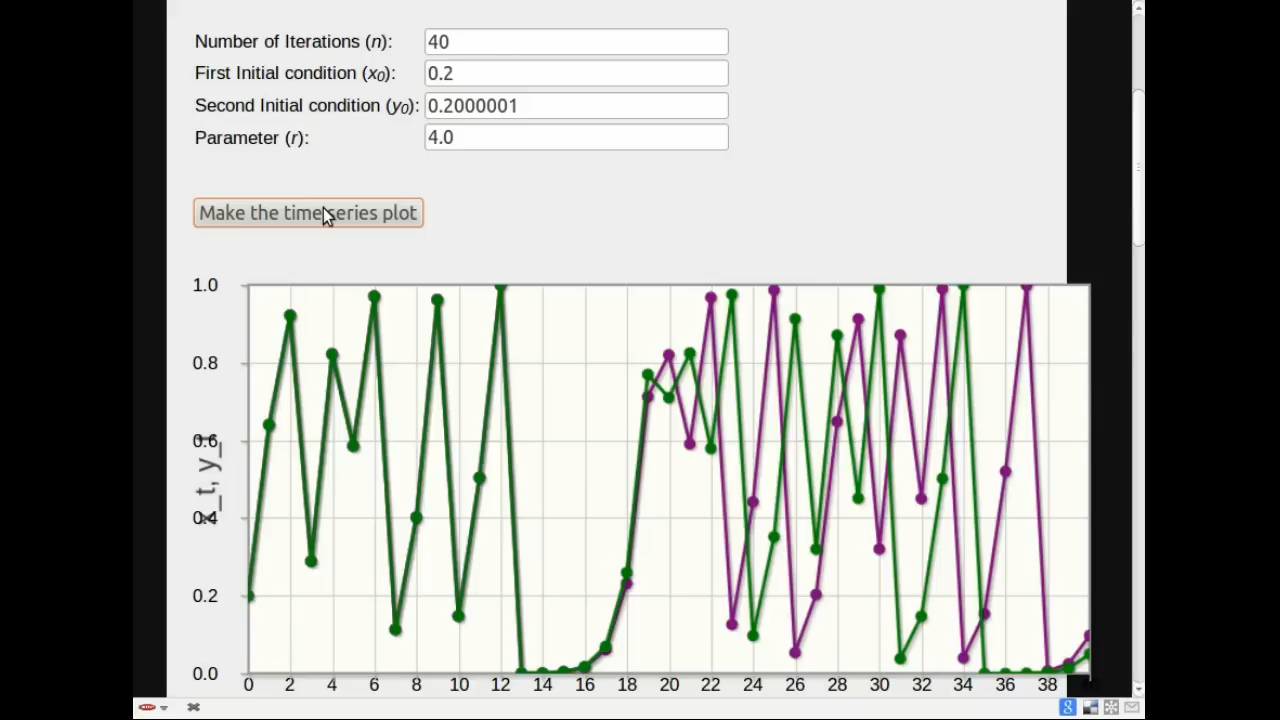 Number of Iterations (n): 40
First Initial condition (x0): 0.2
Second Initial condition (y0): 0.2000001
Parameter (r): 4.0
Make the time series plot
1.0
0.8
0.6
0.4
0.2
0.0
x_t, y_t
0 2 4 6 8 10 12 14 16 18 20 22 24 26 28 30 32 34 36 38